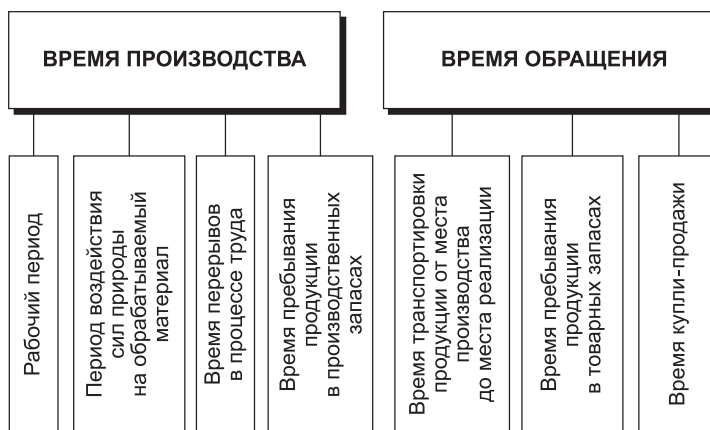 ВРЕМЯ ПРОИЗВОДСТВА
ВРЕМЯ ОБРАЩЕНИЯ
Рабочий период
Период воздействия
сил природы
на обрабатываемый
материал
Время перерывов
в процессе труда
Время пребывания
продукции
в производственных
запасах
Время транспортировки
продукции от места
производства
до места реализации
Время пребывания
продукции
в товарных запасах
Время купли-продажи